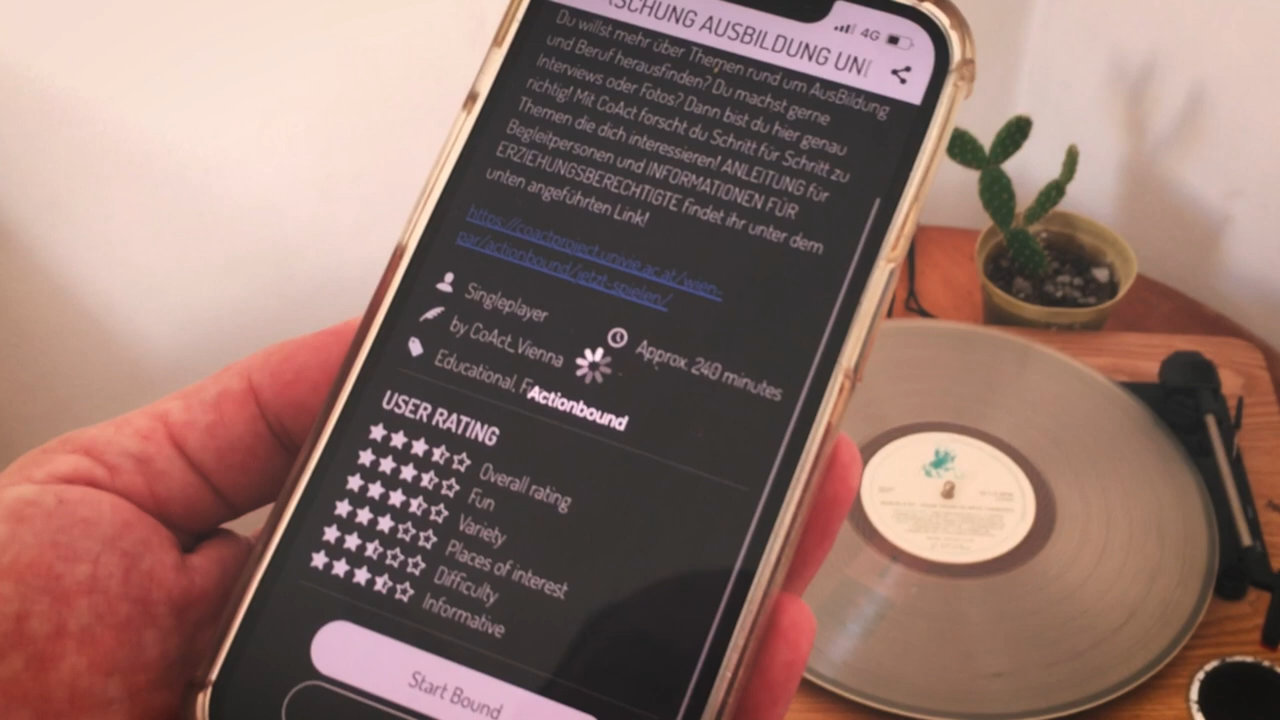 SCHUNG AUSBILDUNG UN
4G
Du willst mehr über Themen rund um AusBildung
und Beruf herausfinden? Du machst gerne
Interviews oder Fotos? Dann bist du hier genau
richtig! Mit CoAct forscht du Schritt für Schritt zu
Themen die dich interessieren! ANLEITUNG für
Begleitpersonen und INFORMATIONEN FÜR
ERZIEHUNGSBERECHTIGTE findet ihr unter dem
unten angeführten Link!
https://coactproject.univie.ac.at/wien-
par/actionbound/jetzt-spielen/
Singleplayer
Approx. 240 minutes
by CoAct_Vienna
Educational, F
Actionbound
USER RATING
Overall rating
Fun
Variety
Places of interest
Difficulty
Informative
Start Bound